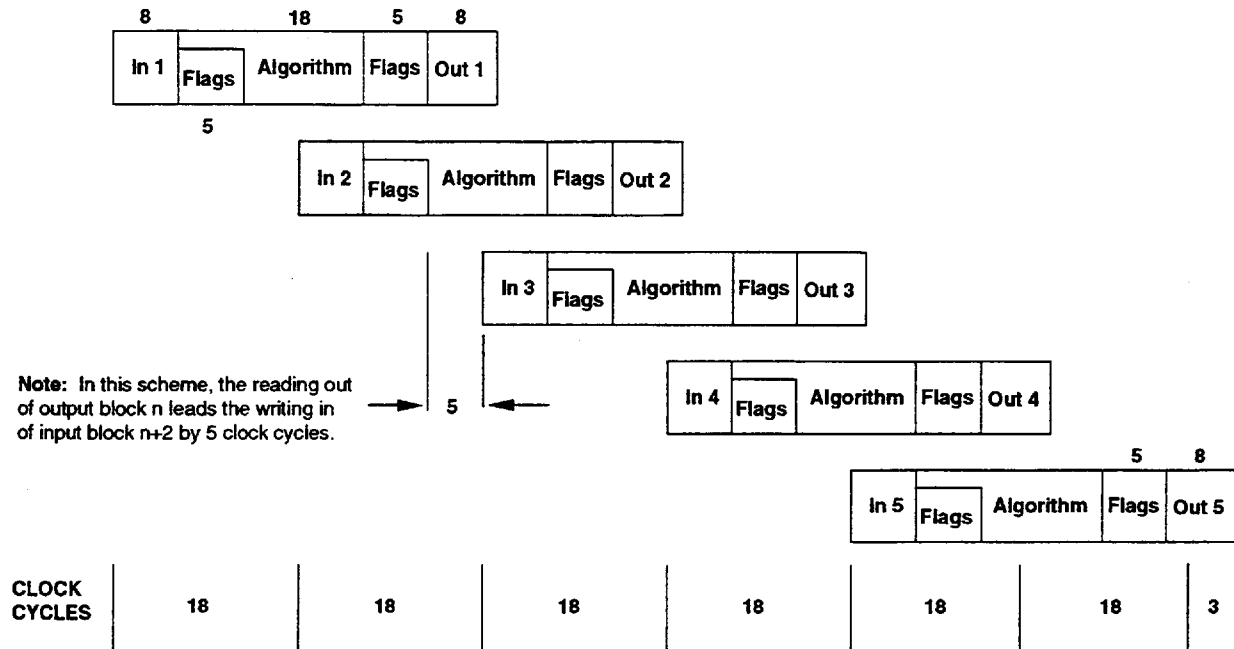 8 18 5 8
In 1 Flags Algorithm Flags Out 1
5
In 2 Flags Algorithm Flags Out 2
In 3 Flags Algorithm Flags Out 3
Note: In this scheme, the reading out
of output block n leads the writing in
of input block n+2 by 5 clock cycles.
5
In 4 Flags Algorithm Flags Out 4
5 8
In 5 Flags Algorithm Flags Out 5
CLOCK
CYCLES
18 18 18 18 18 18 3